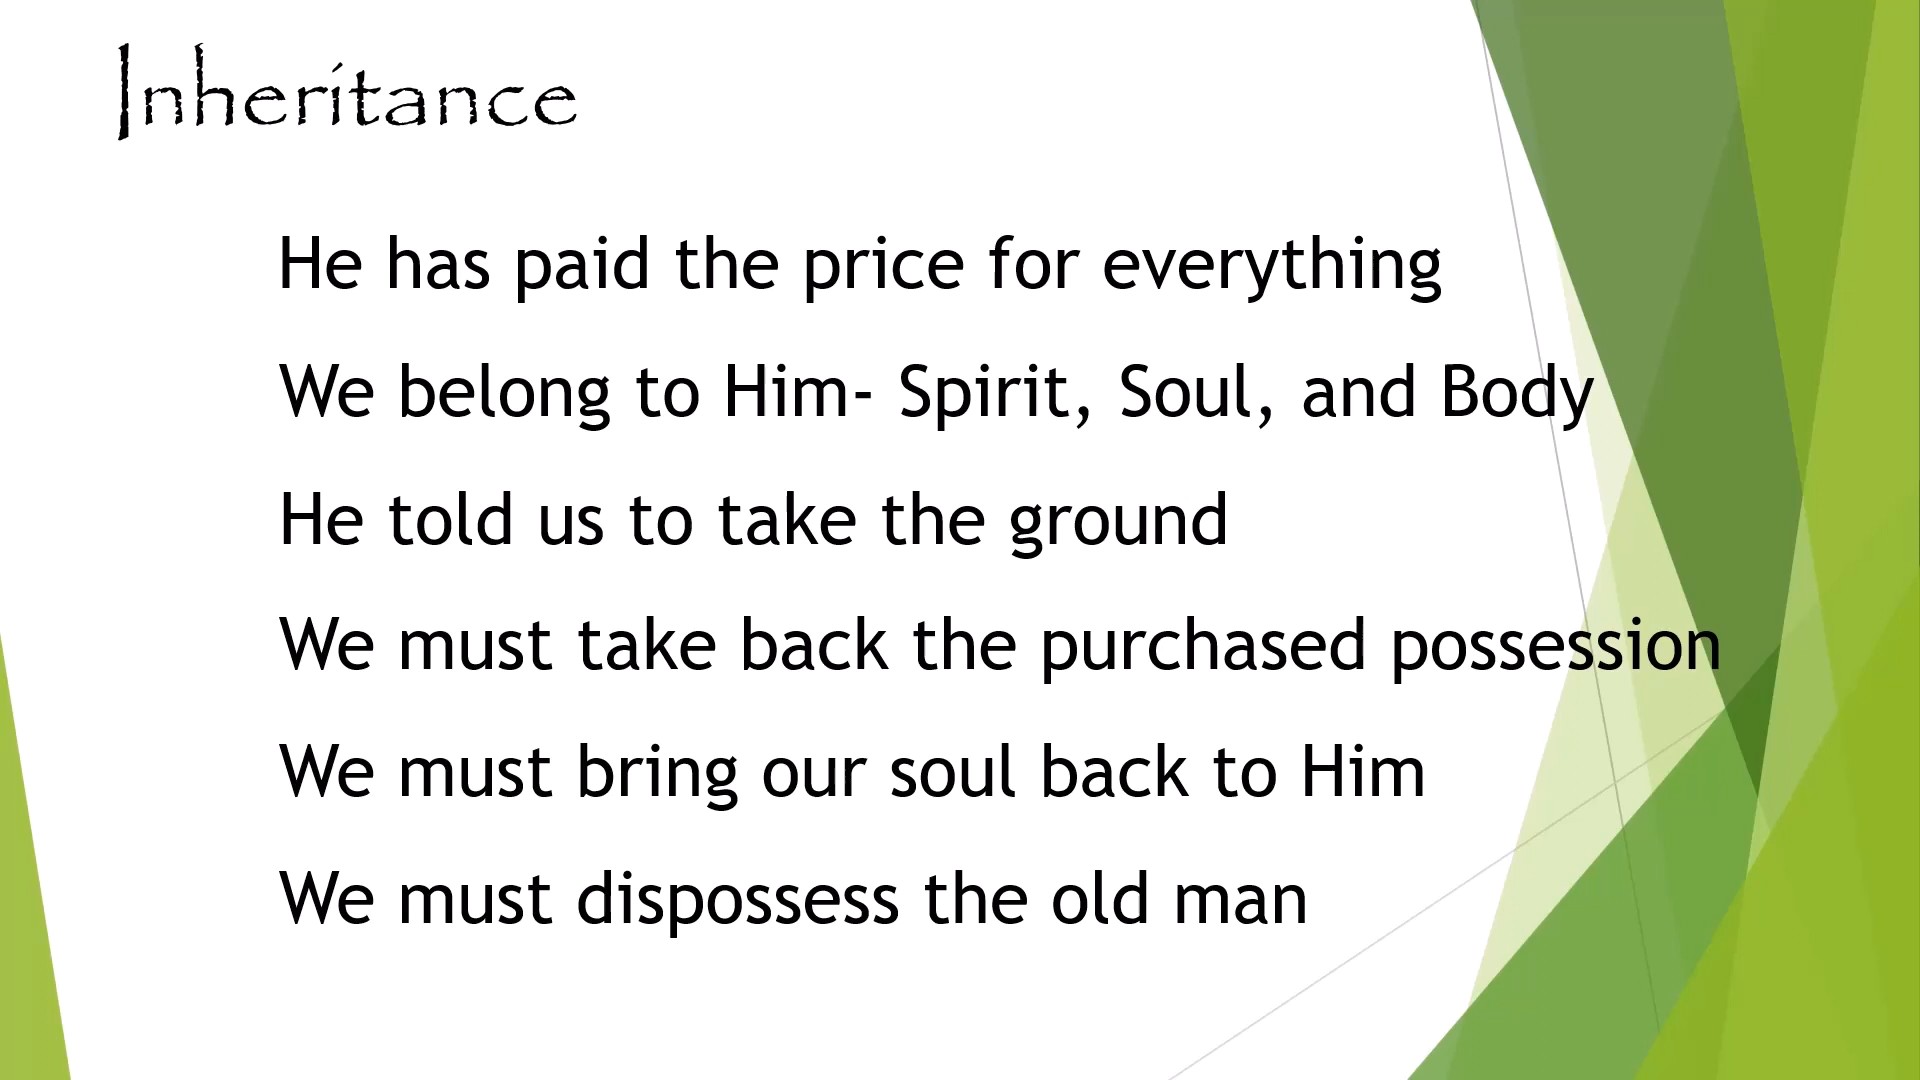 Inheritance
He has paid the price for everything
We belong to Him- Spirit, Soul, and Body
He told us to take the ground
We must take back the purchased possession
We must bring our soul back to Him
We must dispossess the old man